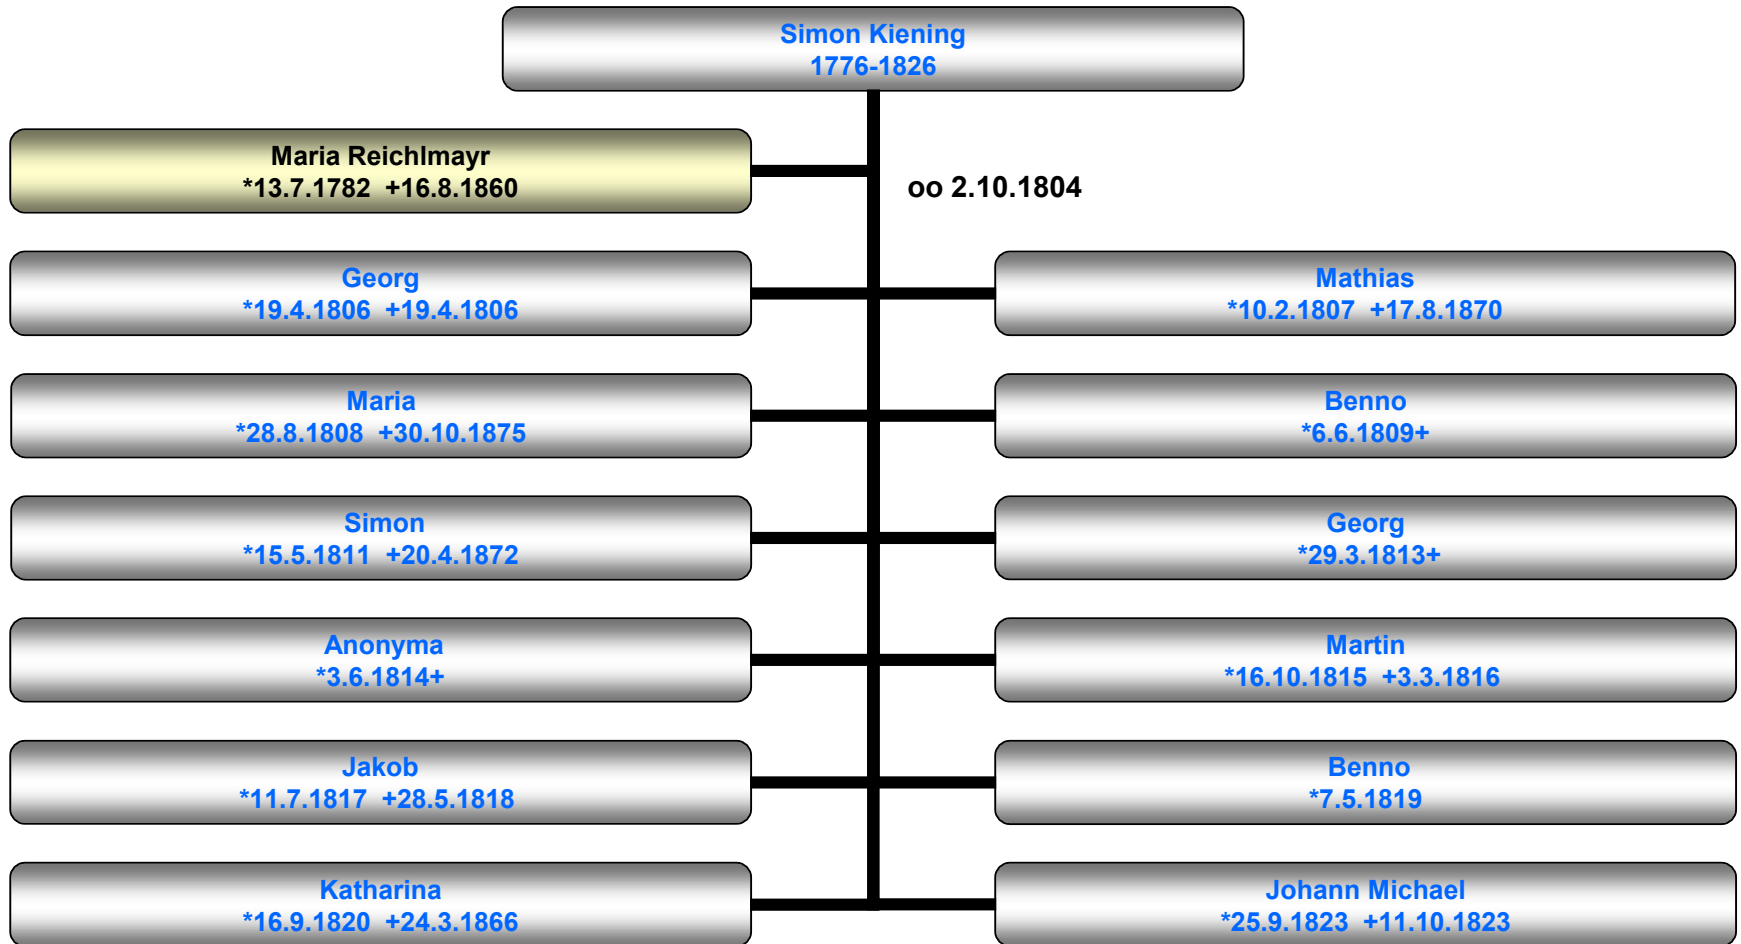 Simon Kiening
1776-1826
Maria Reichlmayr
*13.7.1782 +16.8.1860
oo 2.10.1804
Georg
*19.4.1806 +19.4.1806
Mathias
*10.2.1807 +17.8.1870
Maria
*28.8.1808 +30.10.1875
Benno
*6.6.1809+
Simon
*15.5.1811 +20.4.1872
Georg
*29.3.1813+
Anonyma
*3.6.1814+
Martin
*16.10.1815 +3.3.1816
Jakob
*11.7.1817 +28.5.1818
Benno
*7.5.1819
Katharina
*16.9.1820 +24.3.1866
Johann Michael
*25.9.1823 +11.10.1823